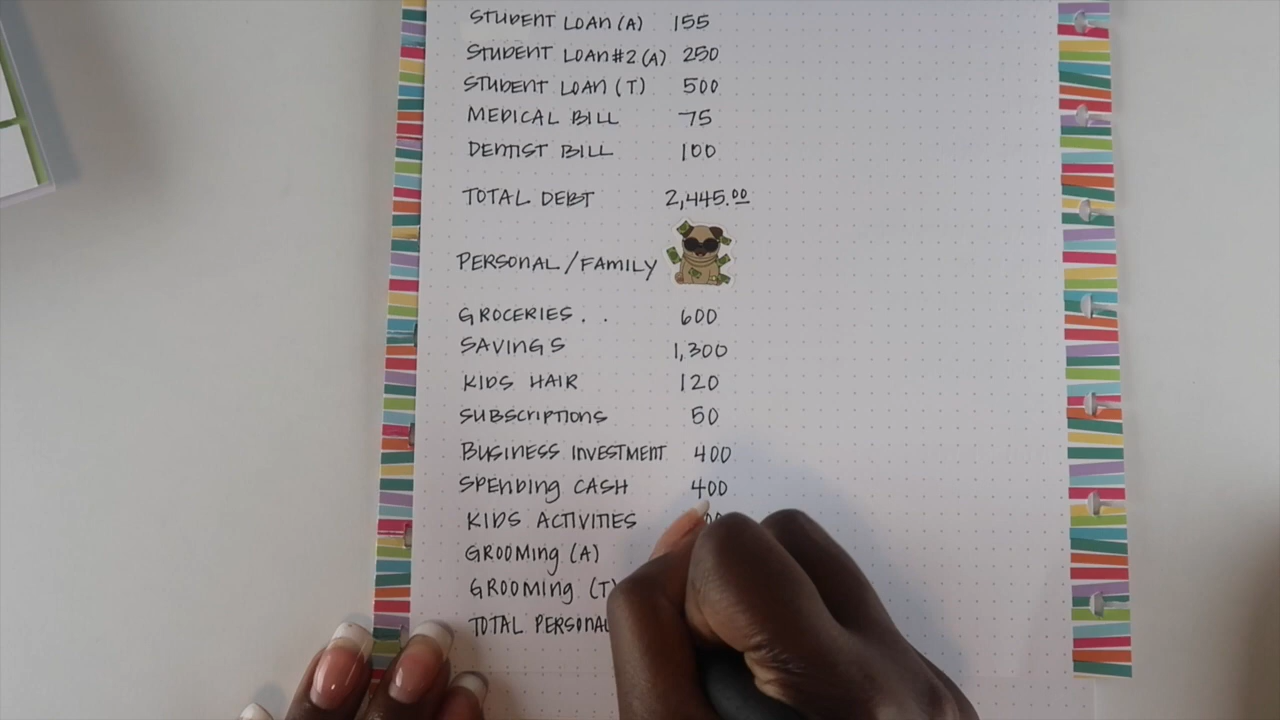 STUDENT LOAN (A) 155
STUDENT LOAN #2 (A) 250
STUDENT LOAN (T) 500
MEDICAL BILL 75
DENTIST BILL 100
TOTAL DEBT 2,445.00
PERSONAL/FAMILY
GROCERIES . . 600
SAVINGS 1,300
KIDS HAIR 120
SUBSCRIPTIONS 50
BUSINESS INVESTMENT 400
SPENDING CASH 400
KIDS ACTIVITIES
GROOMING (A)
GROOMING (T)
TOTAL PERSONAL